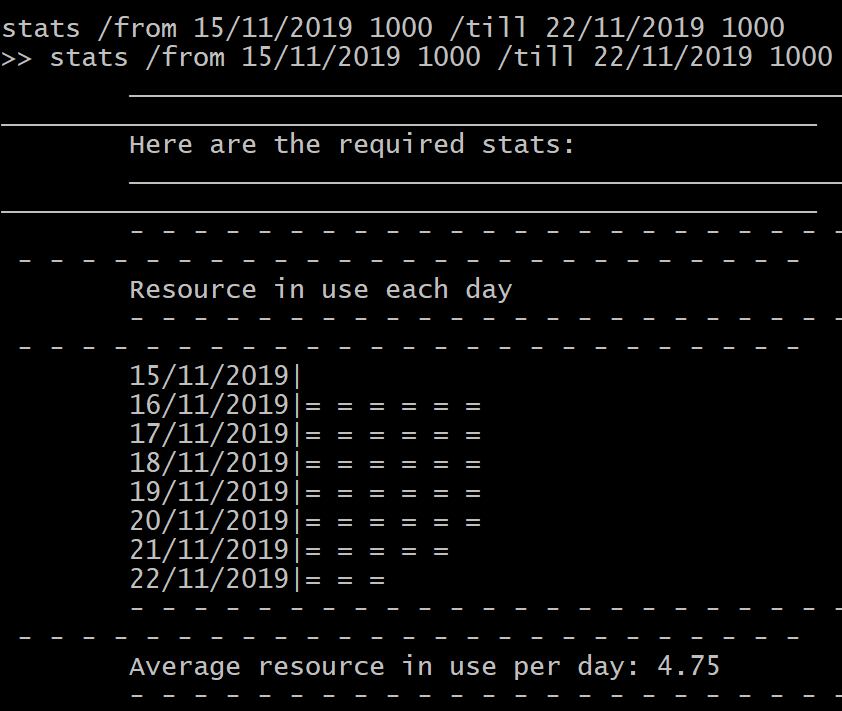 stats /from 15/11/2019 1000 /till 22/11/2019 1000
>> stats /from 15/11/2019 1000 /till 22/11/2019 1000
Here are the required stats:
- - - - - - - - - - - - - - - - - - - - - - -
- - - - - - - - - - - - - - - - - - - - - - - - -
Resource in use each day
- - - - - - - - - - - - - - - - - - - - - - -
- - - - - - - - - - - - - - - - - - - - - - - - -
15/11/2019|
16/11/2019|= = = = = =
17/11/2019|= = = = = =
18/11/2019|= = = = = =
19/11/2019|= = = = = =
20/11/2019|= = = = = =
21/11/2019|= = = = =
22/11/2019|= = =
- - - - - - - - - - - - - - - - - - - - - - -
- - - - - - - - - - - - - - - - - - - - - - - - -
Average resource in use per day: 4.75
- - - - - - - - - - - - - - - - - - - - - - -